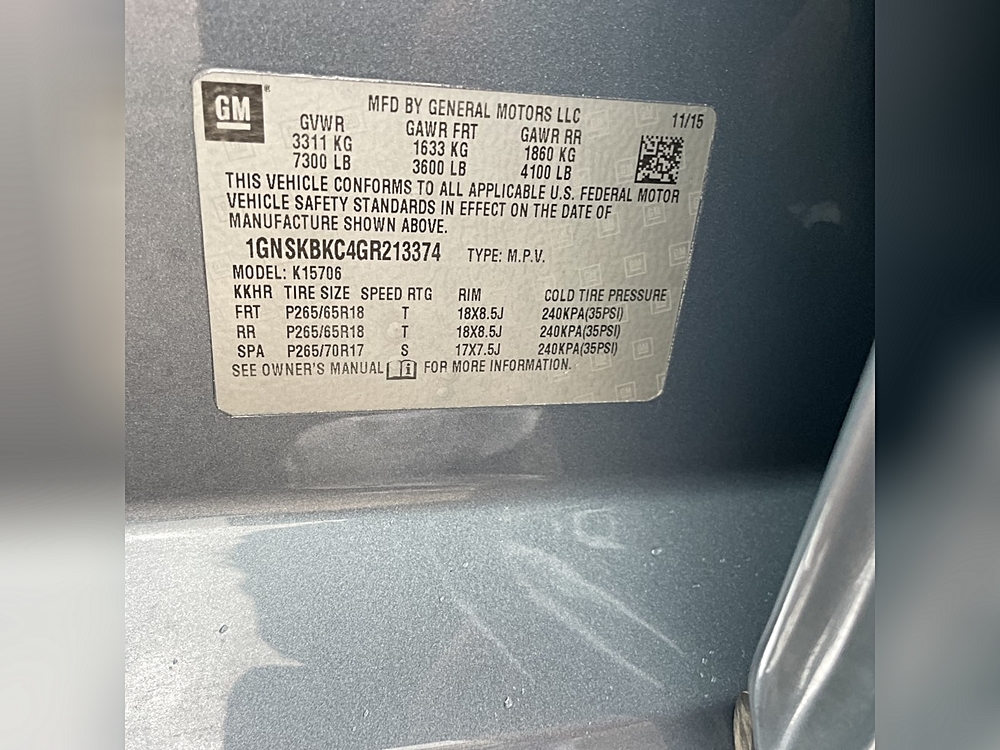 GM
MFD BY GENERAL MOTORS LLC 11/15
GVWR GAWR FRT GAWR RR
3311 KG 1633 KG 1860 KG
7300 LB 3600 LB 4100 LB
THIS VEHICLE CONFORMS TO ALL APPLICABLE U.S. FEDERAL MOTOR
VEHICLE SAFETY STANDARDS IN EFFECT ON THE DATE OF
MANUFACTURE SHOWN ABOVE.
1GNSKBKC4GR213374 TYPE: M.P.V.
MODEL: K15706
KKHR TIRE SIZE SPEED RTG RIM COLD TIRE PRESSURE
FRT P265/65R18 T 18X8.5J 240KPA(35PSI)
RR P265/65R18 T 18X8.5J 240KPA(35PSI)
SPA P265/70R17 S 17X7.5J 240KPA(35PSI)
SEE OWNER'S MANUAL FOR MORE INFORMATION.